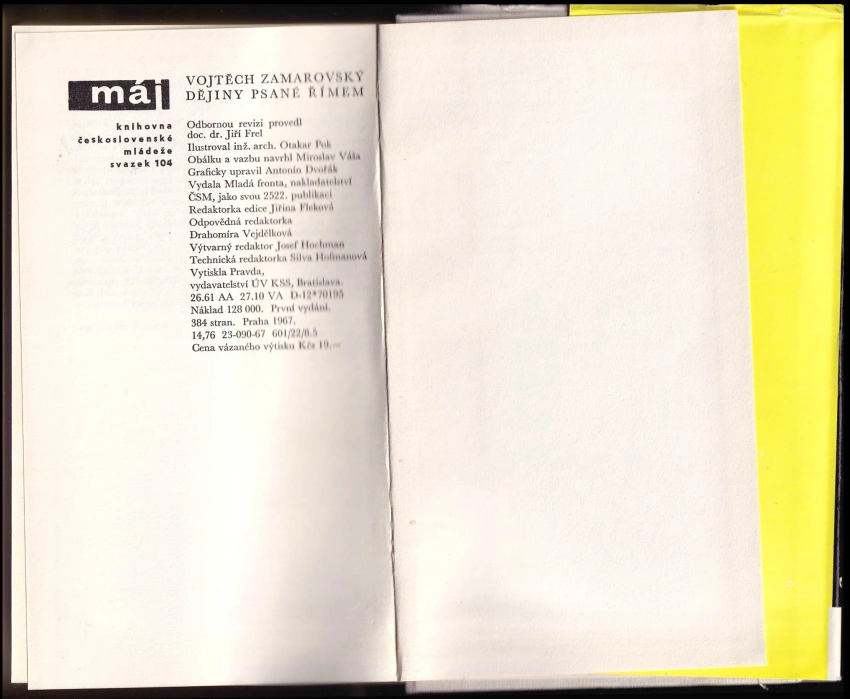 máj
knihovna
československé
mládeže
svazek 104
VOJTĚCH ZAMAROVSKÝ
DĚJINY PSANÉ ŘÍMEM
Odbornou revizi provedl
doc. dr. Jiří Frel
Ilustroval inž. arch. Otakar Pok
Obálku a vazbu navrhl Miroslav Váša
Graficky upravil Antonín Dvořák
Vydala Mladá fronta, nakladatelství
ČSM, jako svou 2522. publikaci
Redaktorka edice Jiřina Fleková
Odpovědná redaktorka
Drahomíra Vejdělková
Výtvarný redaktor Josef Hochman
Technická redaktorka Silva Hofmanová
Vytiskla Pravda,
vydavatelství ÚV KSS, Bratislava.
26.61 AA 27.10 VA D-12*70195
Náklad 128 000. První vydání.
384 stran. Praha 1967.
14,76 23-090-67 601/22/8.5
Cena vázaného výtisku Kčs 19.—